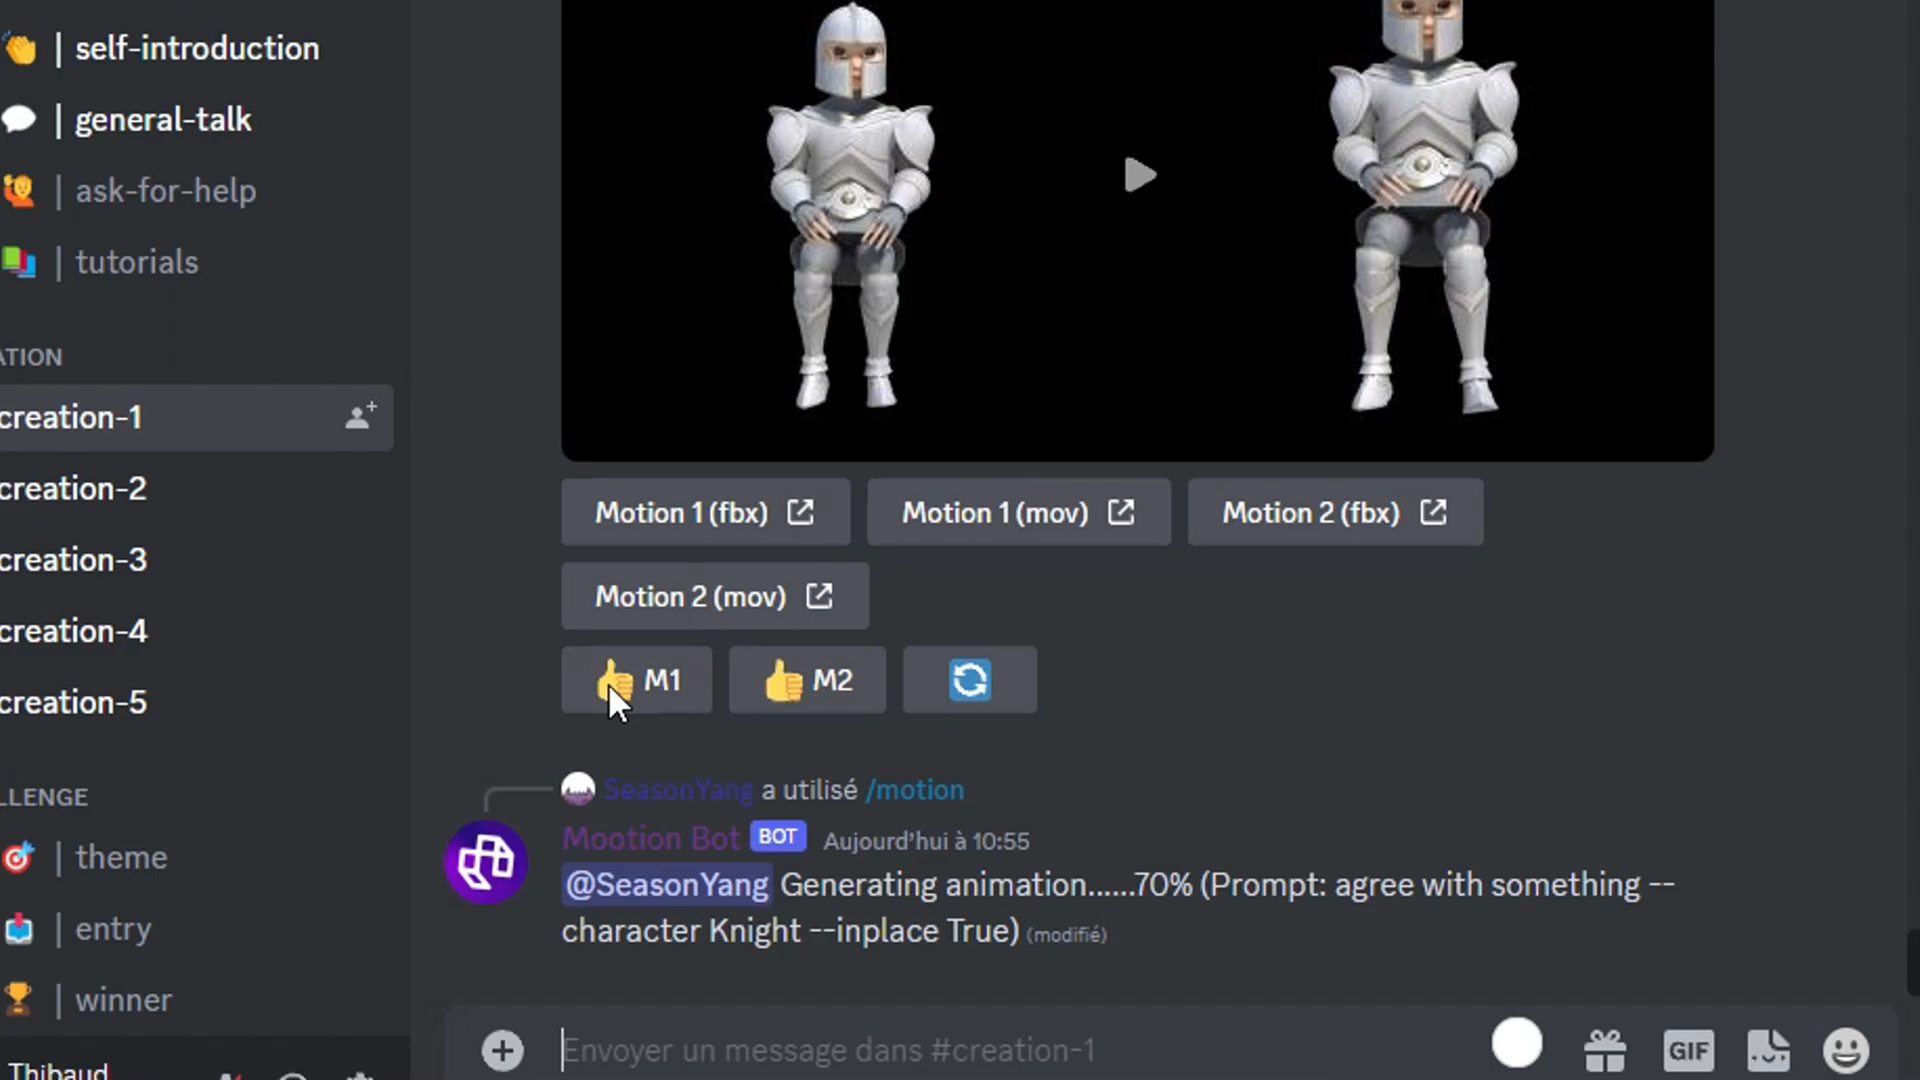 | self-introduction
| general-talk
| ask-for-help
| tutorials
ATION
creation-1
creation-2
creation-3
creation-4
creation-5
LLENGE
| theme
| entry
| winner
Thibaud
Motion 1 (fbx)
Motion 1 (mov)
Motion 2 (fbx)
Motion 2 (mov)
M1
M2
SeasonYang a utilisé /motion
Mootion Bot BOT Aujourd'hui à 10:55
@SeasonYang Generating animation......70% (Prompt: agree with something --
character Knight --inplace True) (modifié)
Envoyer un message dans #creation-1
GIF